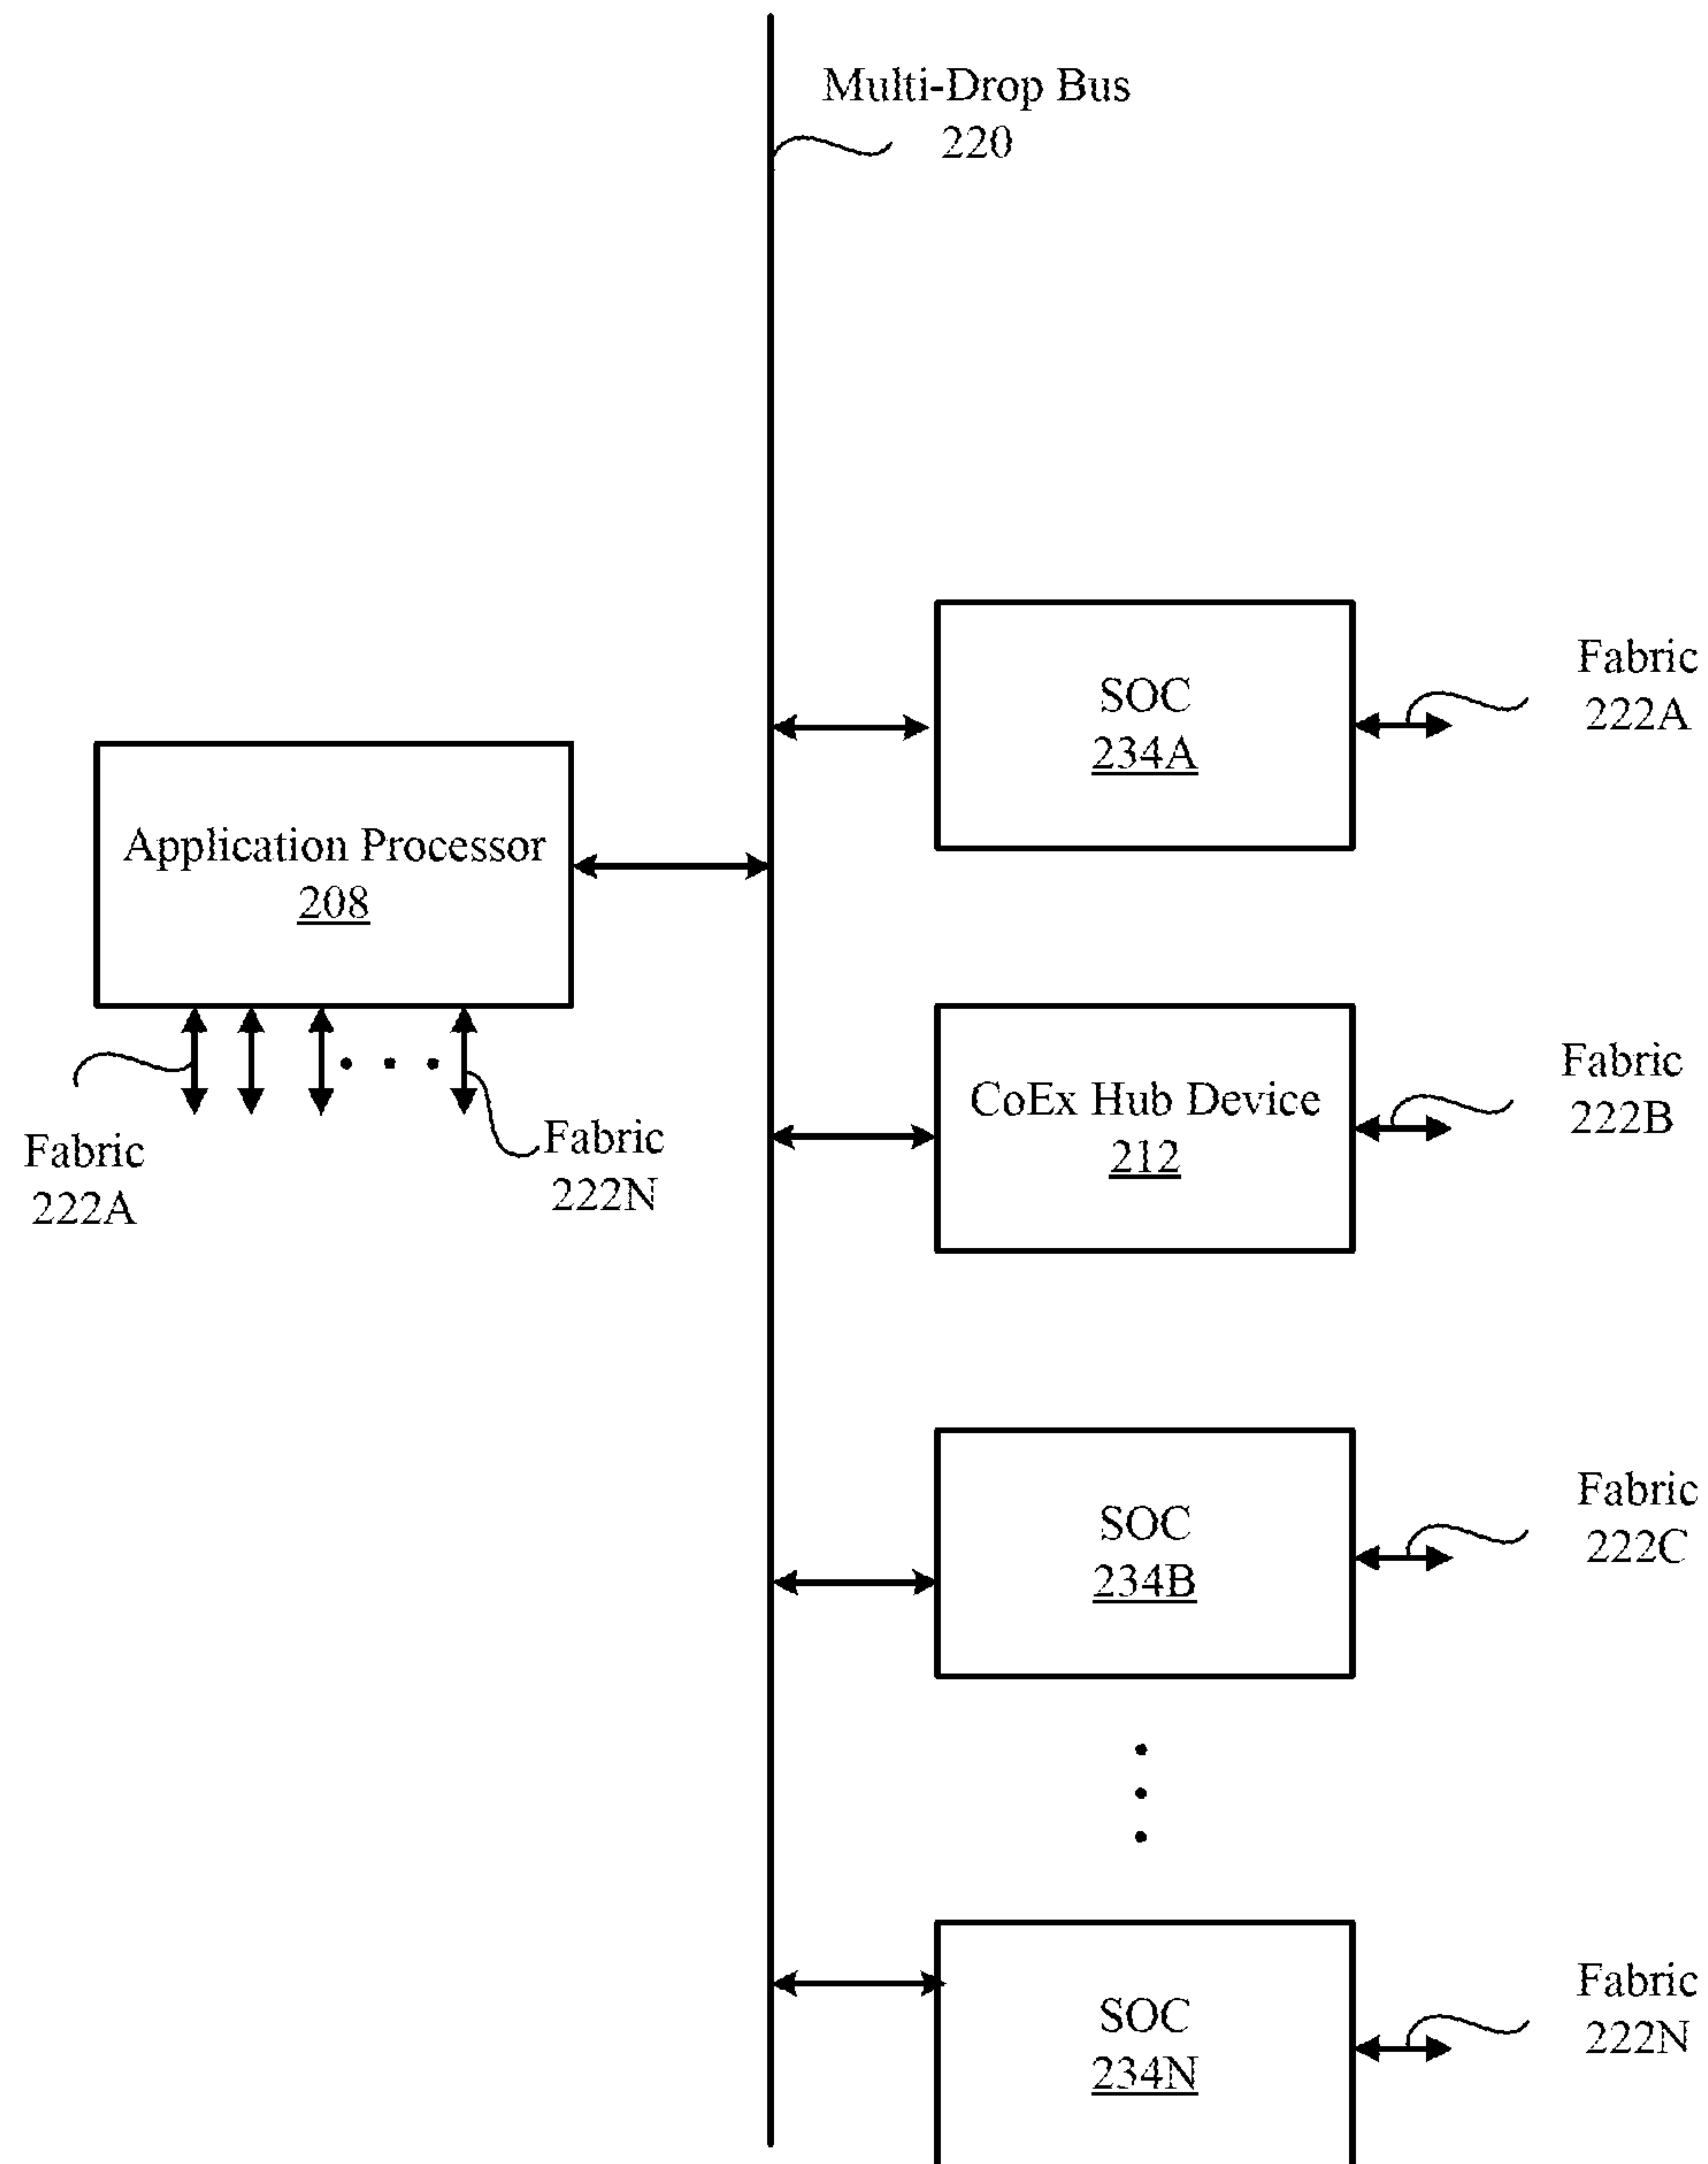 Multi-Drop Bus
220
SOC
234A
Fabric
222A
Application Processor
208
Fabric
222A
Fabric
222N
CoEx Hub Device
212
Fabric
222B
SOC
234B
Fabric
222C
SOC
234N
Fabric
222N